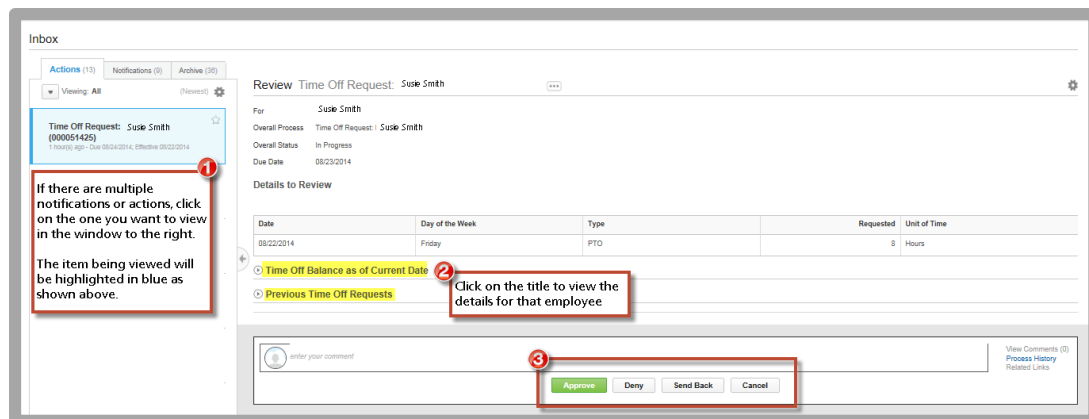 Inbox
Actions (13) Notifications (9) Archive (36)
Viewing: All (Newest)
Time Off Request: Susie Smith
(000051425)
1 hour(s) ago - Due 08/24/2014; Effective 08/22/2014
1
If there are multiple
notifications or actions, click
on the one you want to view
in the window to the right.
The item being viewed will
be highlighted in blue as
shown above.
Review Time Off Request: Susie Smith
For Susie Smith
Overall Process Time Off Request: Susie Smith
Overall Status In Progress
Due Date 08/23/2014
Details to Review
Date Day of the Week Type Requested Unit of Time
08/22/2014 Friday PTO 8 Hours
Time Off Balance as of Current Date
2
Click on the title to view the
details for that employee
Previous Time Off Requests
enter your comment
3
Approve Deny Send Back Cancel
View Comments (0)
Process History
Related Links